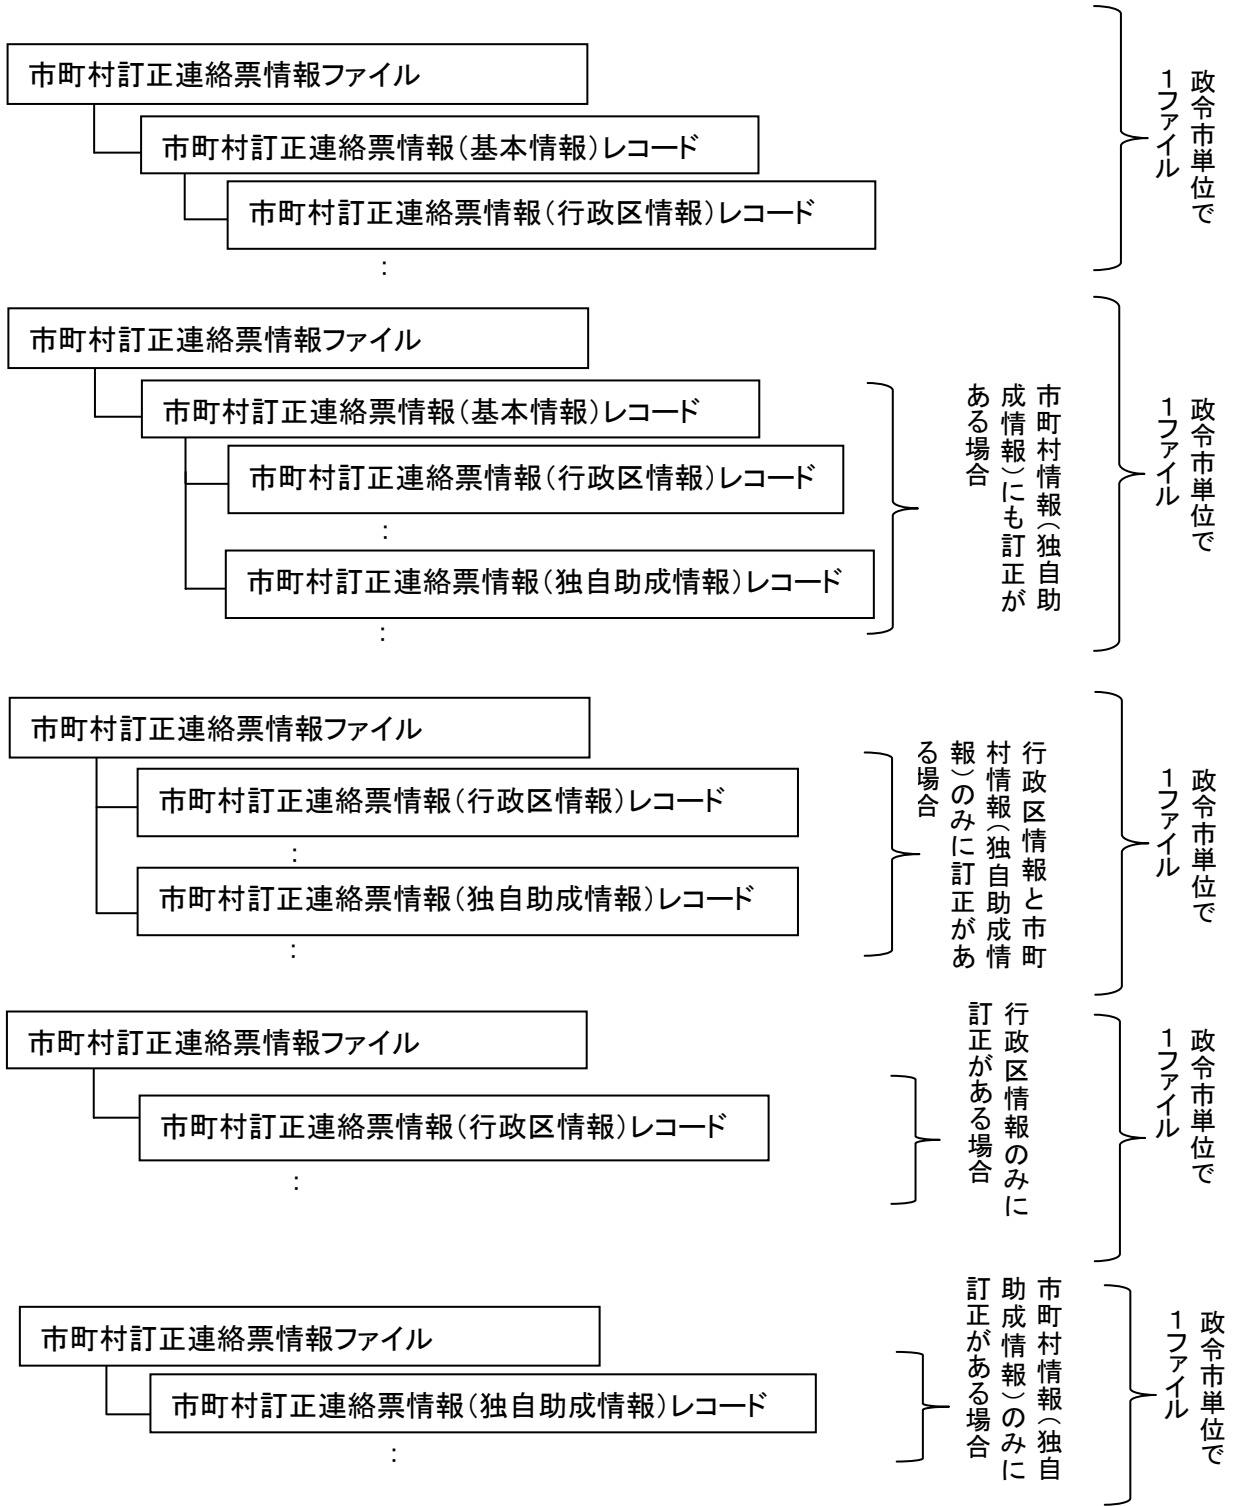 市町村訂正連絡票情報ファイル
市町村訂正連絡票情報（基本情報）レコード
市町村訂正連絡票情報（行政区情報）レコード
：
政令市単位で
１ファイル
市町村訂正連絡票情報ファイル
市町村訂正連絡票情報（基本情報）レコード
市町村訂正連絡票情報（行政区情報）レコード
：
市町村訂正連絡票情報（独自助成情報）レコード
：
市町村情報（独自助
成情報）にも訂正が
ある場合
政令市単位で
１ファイル
市町村訂正連絡票情報ファイル
市町村訂正連絡票情報（行政区情報）レコード
：
市町村訂正連絡票情報（独自助成情報）レコード
：
行政区情報と市町
村情報（独自助成情
報）のみに訂正があ
る場合
政令市単位で
１ファイル
市町村訂正連絡票情報ファイル
市町村訂正連絡票情報（行政区情報）レコード
：
行政区情報のみに
訂正がある場合
政令市単位で
１ファイル
市町村訂正連絡票情報ファイル
市町村訂正連絡票情報（独自助成情報）レコード
：
市町村情報（独自
助成情報）のみに
訂正がある場合
政令市単位で
１ファイル